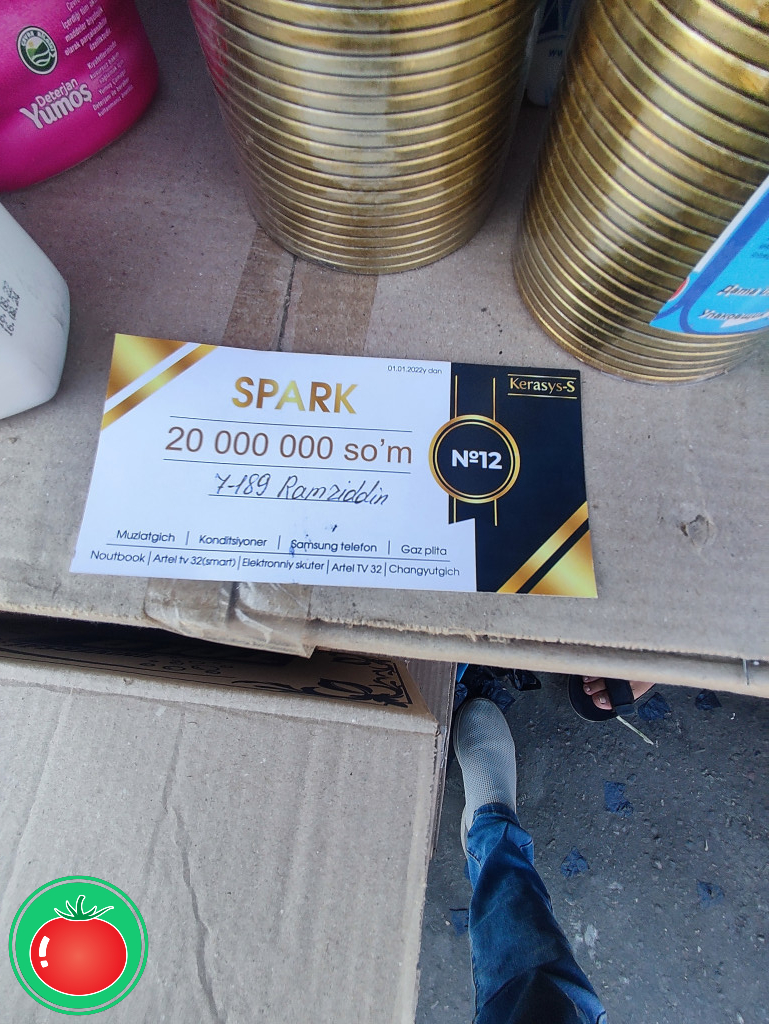 Deterjan
Yumoş
01.01.2022y dan
SPARK
Kerasys-S
20 000 000 so'm
№12
7-189 Ramziddin
Muzlatgich | Konditsiyoner | Samsung telefon | Gaz plita
Noutbook | Artel tv 32(smart) | Elektronniy skuter | Artel TV 32 | Changyutgich